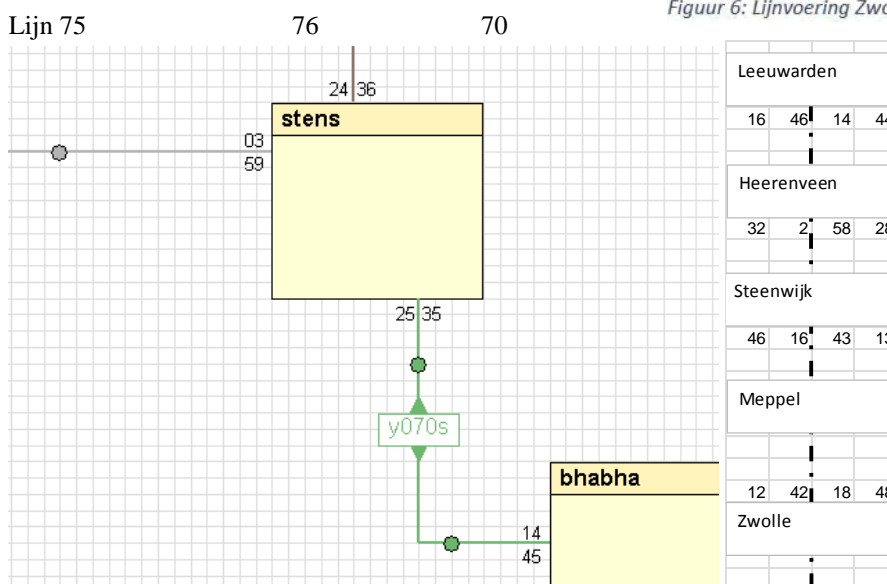 Figuur 6: Lijnvoering Zwo
Lijn 75 76 70
24 36
stens
03
59
25 35
y070s
bhabha
14
45
Leeuwarden
16 46 14 44
Heerenveen
32 2 58 28
Steenwijk
46 16 43 13
Meppel
12 42 18 48
Zwolle